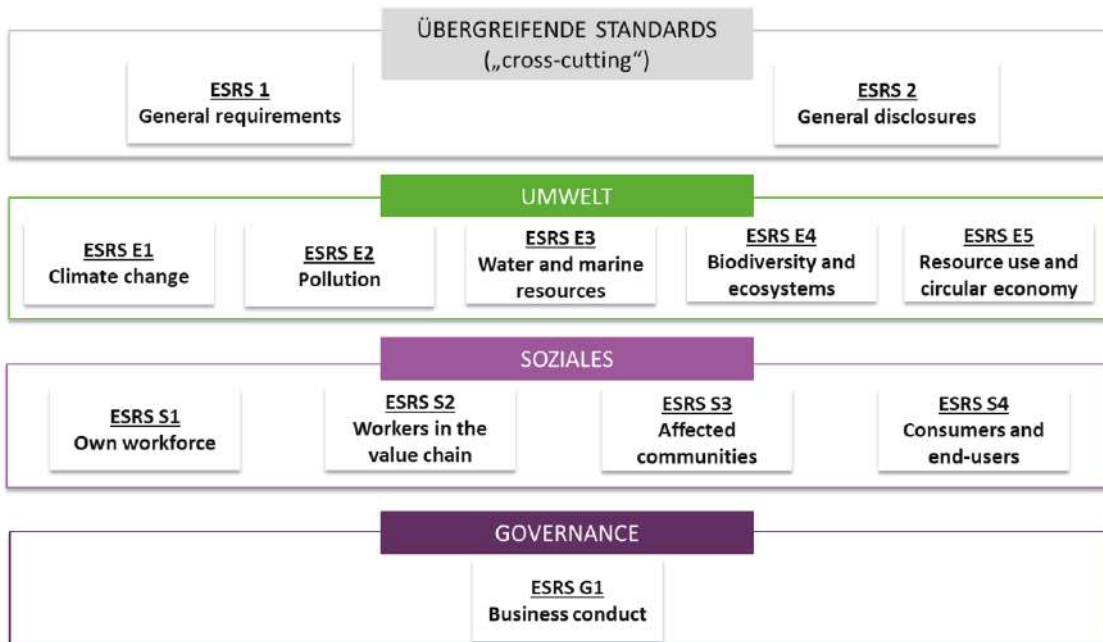 ÜBERGREIFENDE STANDARDS
(„cross-cutting“)
ESRS 1
General requirements
ESRS 2
General disclosures
UMWELT
ESRS E1
Climate change
ESRS E2
Pollution
ESRS E3
Water and marine
resources
ESRS E4
Biodiversity and
ecosystems
ESRS E5
Resource use and
circular economy
SOZIALES
ESRS S1
Own workforce
ESRS S2
Workers in the
value chain
ESRS S3
Affected
communities
ESRS S4
Consumers and
end-users
GOVERNANCE
ESRS G1
Business conduct